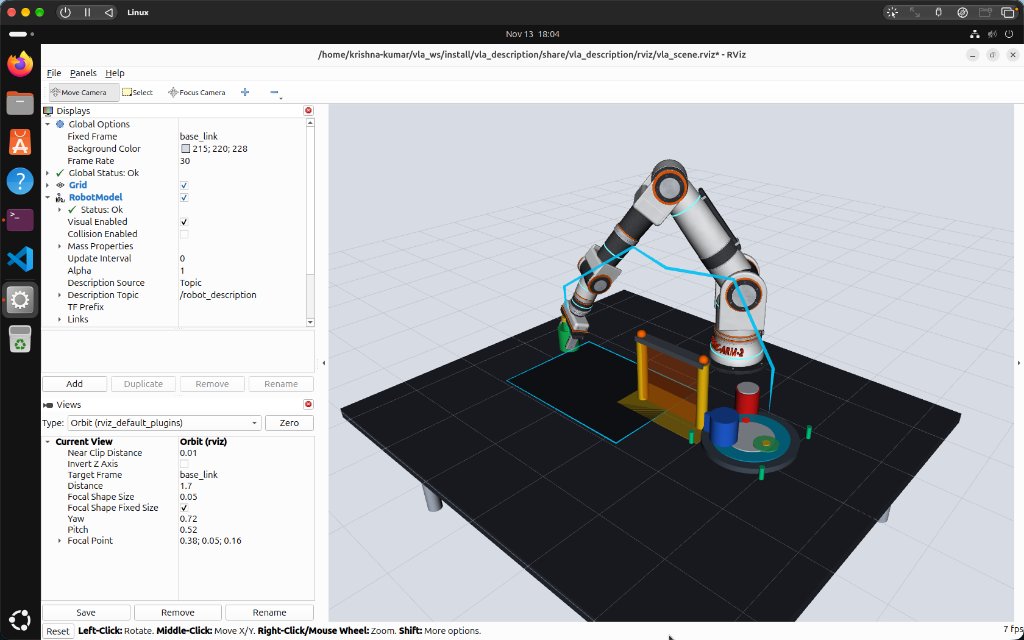 Linux
Nov 13 18:04
/home/krishna-kumar/vla_ws/install/vla_description/share/vla_description/rviz/vla_scene.rviz* - RViz
File Panels Help
Move Camera Select Focus Camera
Displays
Global Options
Fixed Frame base_link
Background Color 215; 220; 228
Frame Rate 30
Global Status: Ok
Grid
RobotModel
Status: Ok
Visual Enabled
Collision Enabled
Mass Properties
Update Interval 0
Alpha 1
Description Source Topic
Description Topic /robot_description
TF Prefix
Links
Add Duplicate Remove Rename
Views
Type: Orbit (rviz_default_plugins) Zero
Current View Orbit (rviz)
Near Clip Distance 0.01
Invert Z Axis
Target Frame base_link
Distance 1.7
Focal Shape Size 0.05
Focal Shape Fixed Size
Yaw 0.72
Pitch 0.52
Focal Point 0.38; 0.05; 0.16
Save Remove Rename
Reset Left-Click: Rotate. Middle-Click: Move X/Y. Right-Click/Mouse Wheel: Zoom. Shift: More options.
7 fps